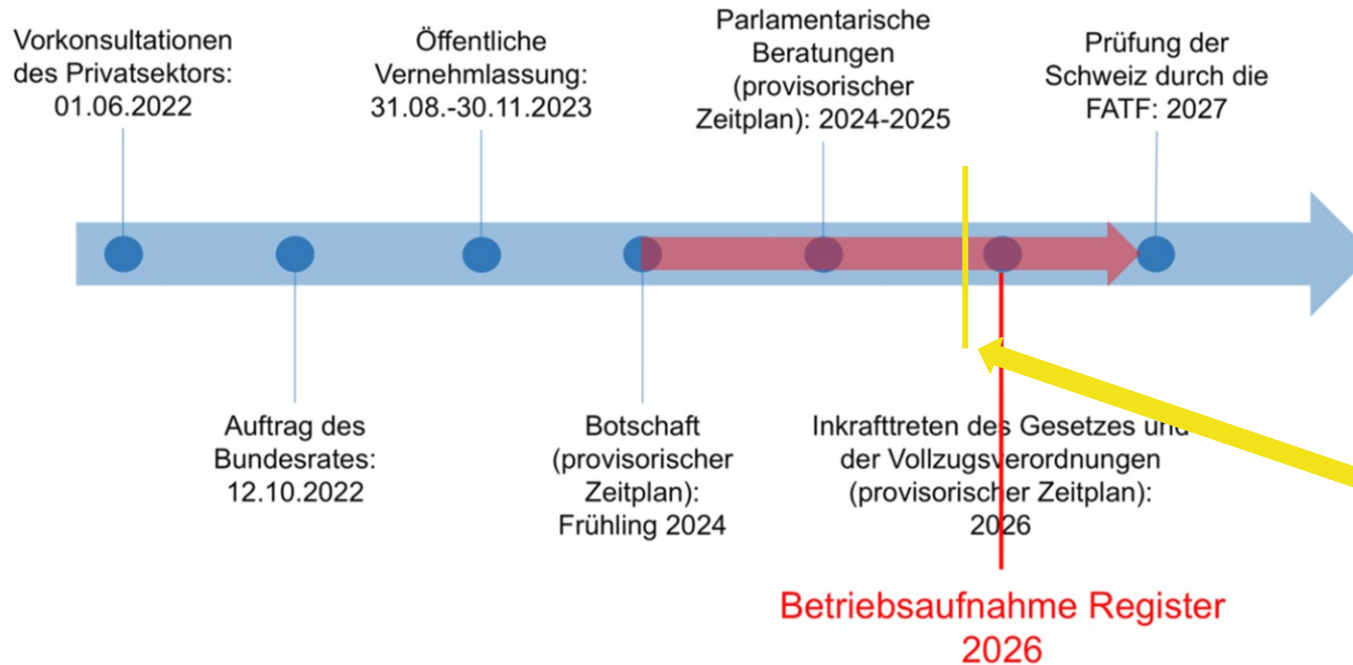 Vorkonsultationen
des Privatsektors:
01.06.2022
Öffentliche
Vernehmlassung:
31.08.-30.11.2023
Parlamentarische
Beratungen
(provisorischer
Zeitplan): 2024-2025
Prüfung der
Schweiz durch die
FATF: 2027
Auftrag des
Bundesrates:
12.10.2022
Botschaft
(provisorischer
Zeitplan):
Frühling 2024
Inkrafttreten des Gesetzes und
der Vollzugsverordnungen
(provisorischer Zeitplan):
2026
Betriebsaufnahme Register
2026